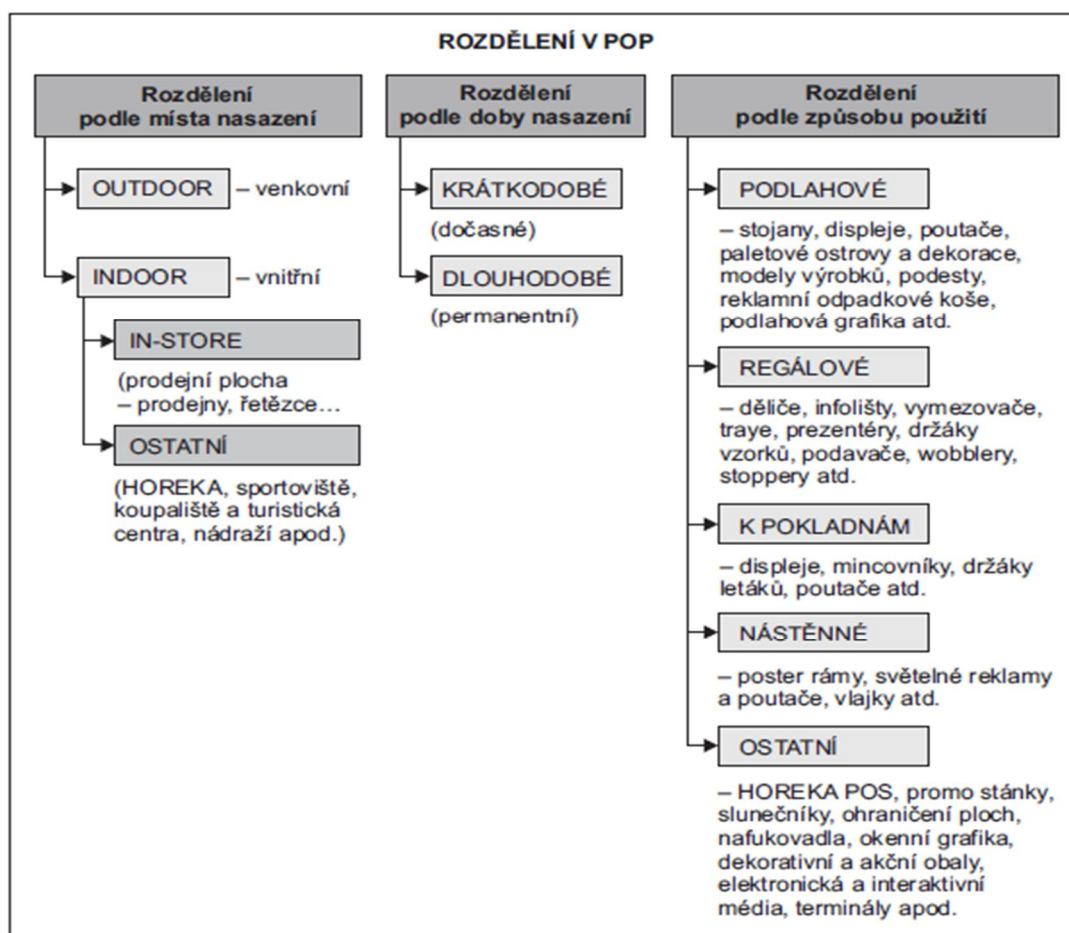 ROZDĚLENÍ V POP
Rozdělení
podle místa nasazení
OUTDOOR – venkovní
INDOOR – vnitřní
IN-STORE
(prodejní plocha
– prodejny, řetězce…
OSTATNÍ
(HOREKA, sportoviště,
koupaliště a turistická
centra, nádraží apod.)
Rozdělení
podle doby nasazení
KRÁTKODOBÉ
(dočasné)
DLOUHODOBÉ
(permanentní)
Rozdělení
podle způsobu použití
PODLAHOVÉ
– stojany, displeje, poutače,
paletové ostrovy a dekorace,
modely výrobků, podesty,
reklamní odpadkové koše,
podlahová grafika atd.
REGÁLOVÉ
– děliče, infolišty, vymezovače,
traye, prezentéry, držáky
vzorků, podavače, wobblery,
stoppery atd.
K POKLADNÁM
– displeje, mincovníky, držáky
letáků, poutače atd.
NÁSTĚNNÉ
– poster rámy, světelné reklamy
a poutače, vlajky atd.
OSTATNÍ
– HOREKA POS, promo stánky,
slunečníky, ohraničení ploch,
nafukovadla, okenní grafika,
dekorativní a akční obaly,
elektronická a interaktivní
média, terminály apod.